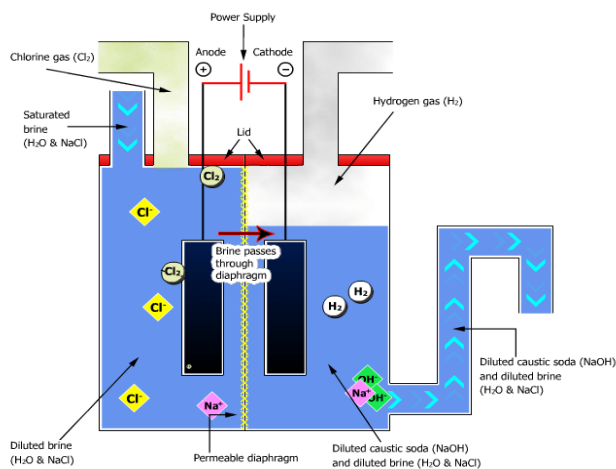 Power Supply
Anode
Cathode
+
−
Chlorine gas (Cl₂)
Saturated
brine
(H₂O & NaCl)
Lid
Hydrogen gas (H₂)
Cl₂
Cl⁻
Brine passes
through
diaphragm
Cl₂
Cl⁻
H₂
H₂
Cl⁻
Na⁺
OH⁻
Na⁺
OH⁻
Diluted caustic soda (NaOH)
and diluted brine
(H₂O & NaCl)
Diluted brine
(H₂O & NaCl)
Permeable diaphragm
Diluted caustic soda (NaOH)
and diluted brine (H₂O & NaCl)